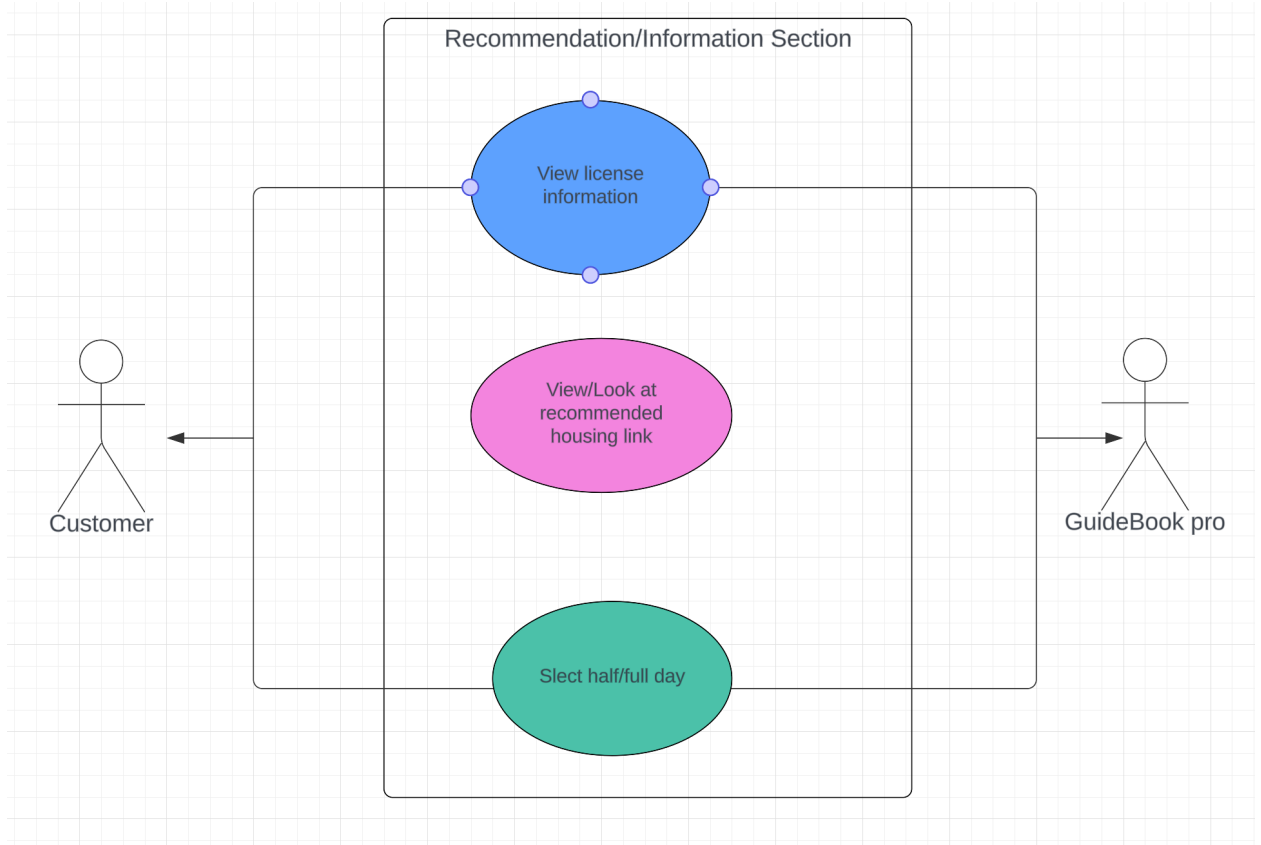 Recommendation/Information Section
View license
information
View/Look at
recommended
housing link
Customer
GuideBook pro
Slect half/full day